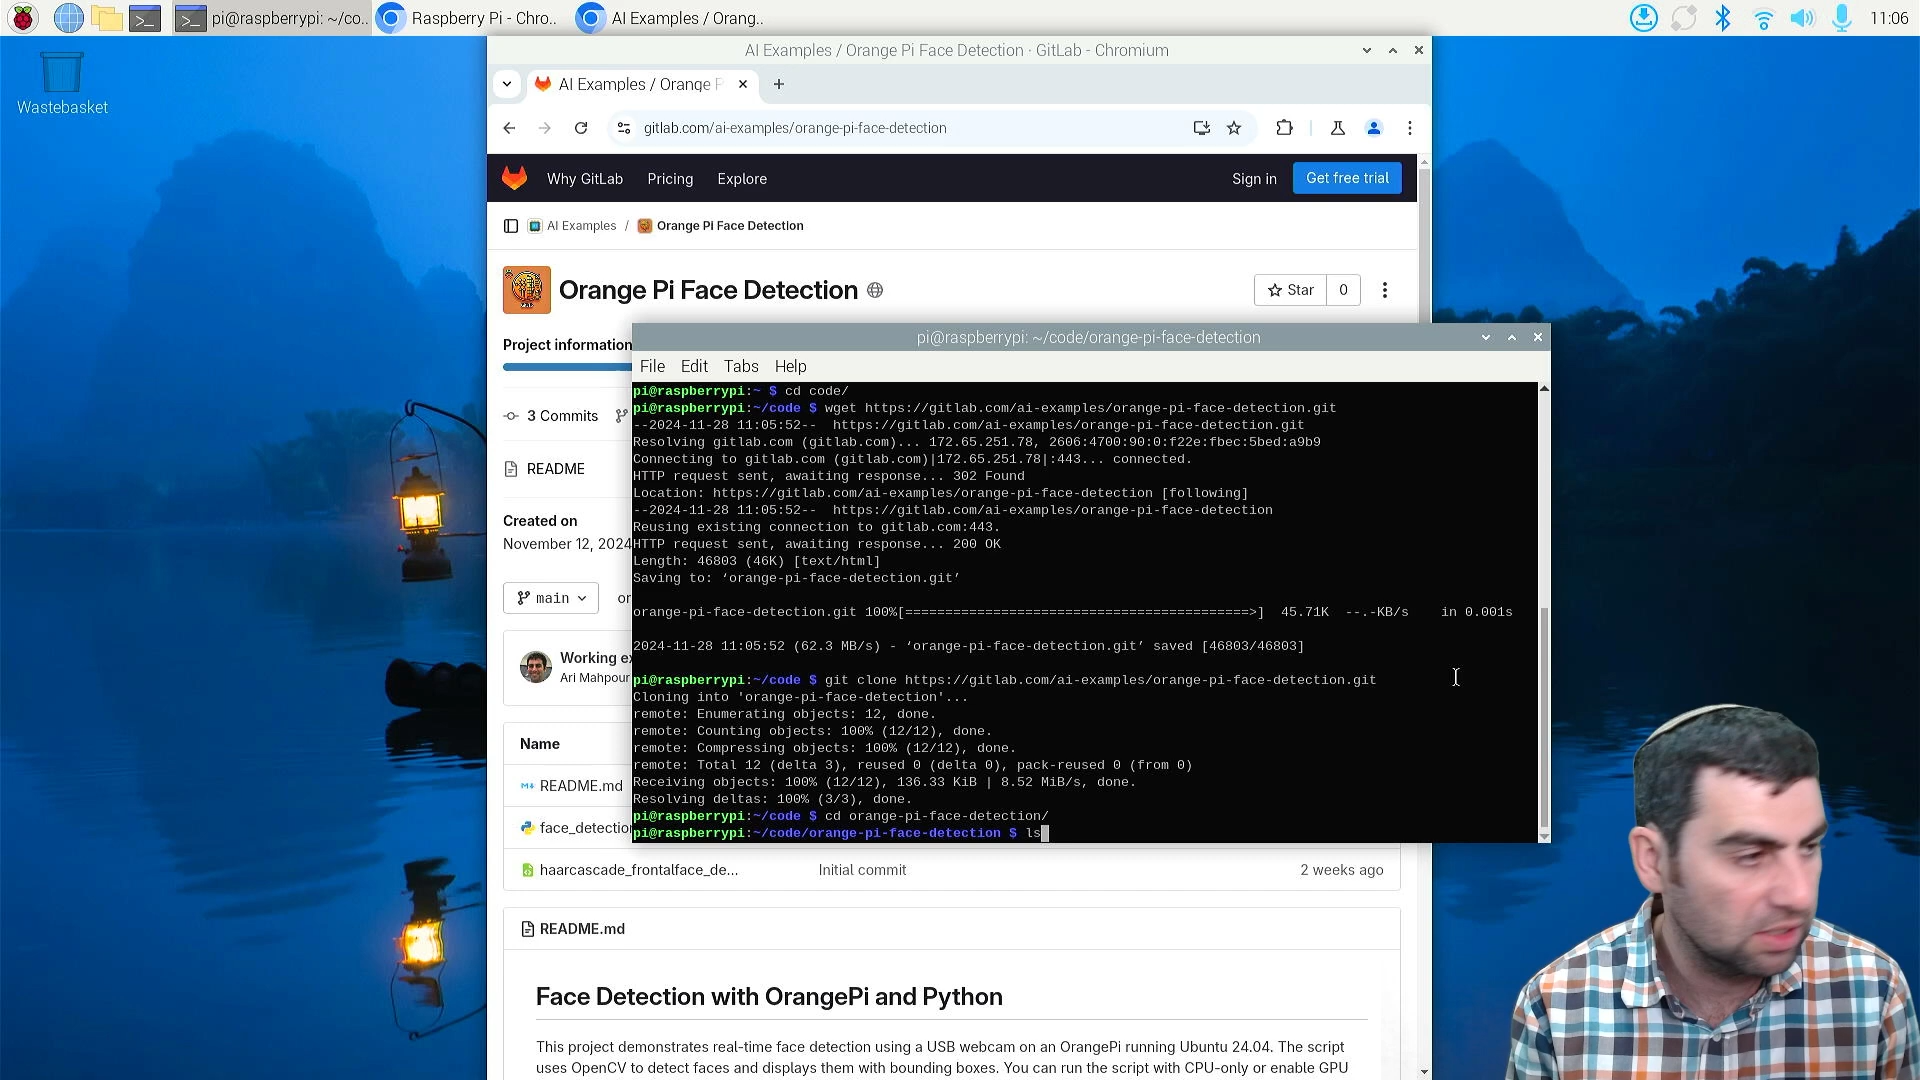 pi@raspberrypi: ~/co..
Raspberry Pi - Chro..
AI Examples / Orang..
11:06
Wastebasket
AI Examples / Orange Pi Face Detection · GitLab - Chromium
AI Examples / Orange P
gitlab.com/ai-examples/orange-pi-face-detection
Why GitLab
Pricing
Explore
Sign in
Get free trial
AI Examples / Orange Pi Face Detection
Orange Pi Face Detection
Star
0
Project information
3 Commits
README
Created on
November 12, 2024
main
or
Working e
Ari Mahpour
Name
README.md
face_detection
haarcascade_frontalface_de...
Initial commit
2 weeks ago
README.md
Face Detection with OrangePi and Python
This project demonstrates real-time face detection using a USB webcam on an OrangePi running Ubuntu 24.04. The script
uses OpenCV to detect faces and displays them with bounding boxes. You can run the script with CPU-only or enable GPU
pi@raspberrypi: ~/code/orange-pi-face-detection
File Edit Tabs Help
pi@raspberrypi:~ $ cd code/
pi@raspberrypi:~/code $ wget https://gitlab.com/ai-examples/orange-pi-face-detection.git
--2024-11-28 11:05:52--  https://gitlab.com/ai-examples/orange-pi-face-detection.git
Resolving gitlab.com (gitlab.com)... 172.65.251.78, 2606:4700:90:0:f22e:fbec:5bed:a9b9
Connecting to gitlab.com (gitlab.com)|172.65.251.78|:443... connected.
HTTP request sent, awaiting response... 302 Found
Location: https://gitlab.com/ai-examples/orange-pi-face-detection [following]
--2024-11-28 11:05:52--  https://gitlab.com/ai-examples/orange-pi-face-detection
Reusing existing connection to gitlab.com:443.
HTTP request sent, awaiting response... 200 OK
Length: 46803 (46K) [text/html]
Saving to: ‘orange-pi-face-detection.git’
orange-pi-face-detection.git 100%[===========================================>]  45.71K  --.-KB/s    in 0.001s
2024-11-28 11:05:52 (62.3 MB/s) - ‘orange-pi-face-detection.git’ saved [46803/46803]
pi@raspberrypi:~/code $ git clone https://gitlab.com/ai-examples/orange-pi-face-detection.git
Cloning into 'orange-pi-face-detection'...
remote: Enumerating objects: 12, done.
remote: Counting objects: 100% (12/12), done.
remote: Compressing objects: 100% (12/12), done.
remote: Total 12 (delta 3), reused 0 (delta 0), pack-reused 0 (from 0)
Receiving objects: 100% (12/12), 136.33 KiB | 8.52 MiB/s, done.
Resolving deltas: 100% (3/3), done.
pi@raspberrypi:~/code $ cd orange-pi-face-detection/
pi@raspberrypi:~/code/orange-pi-face-detection $ ls